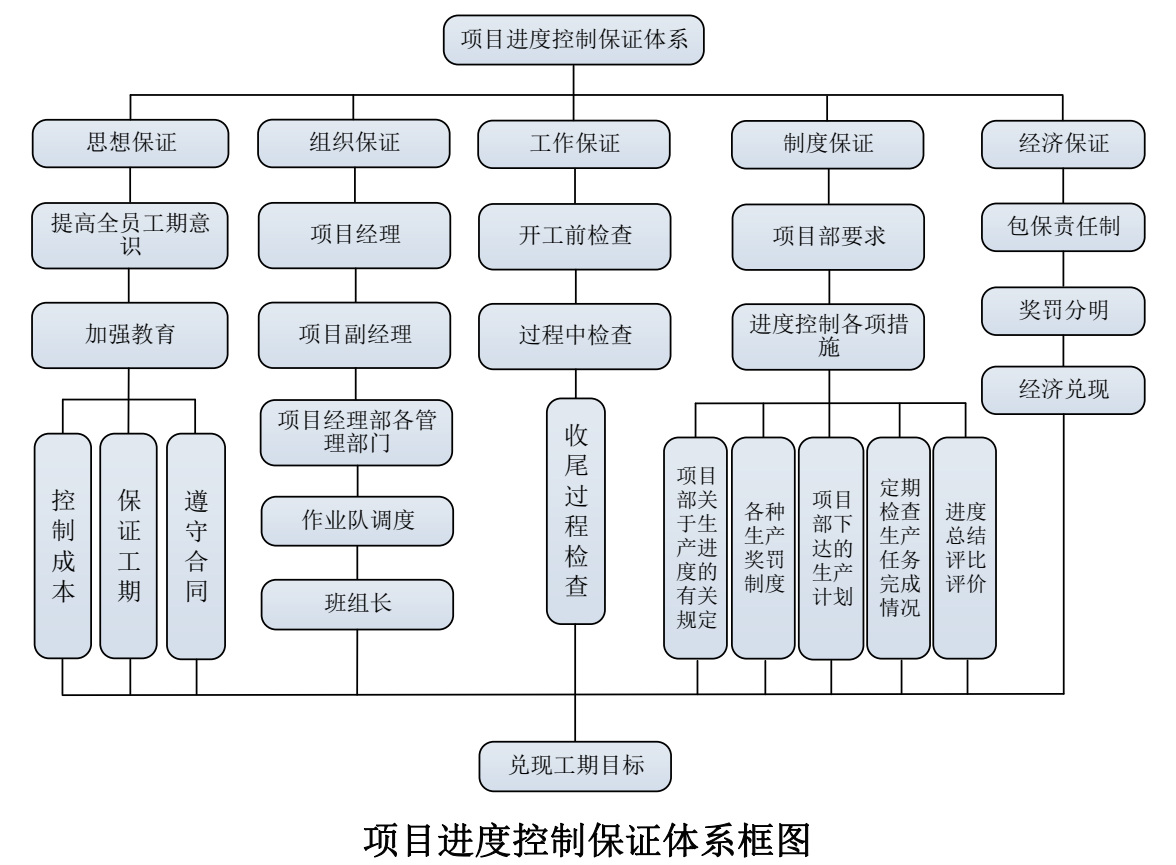 项目进度控制保证体系
思想保证
组织保证
工作保证
制度保证
经济保证
提高全员工期意
识
项目经理
开工前检查
项目部要求
包保责任制
加强教育
项目副经理
过程中检查
进度控制各项措
施
奖罚分明
经济兑现
控
制
成
本
保
证
工
期
遵
守
合
同
项目经理部各管
理部门
作业队调度
班组长
收
尾
过
程
检
查
项目
部关
于生
产进
度的
有关
规定
各种
生产
奖罚
制度
项目
部下
达的
生产
计划
定期
检查
生产
任务
完成
情况
进度
总结
评比
评价
兑现工期目标
项目进度控制保证体系框图